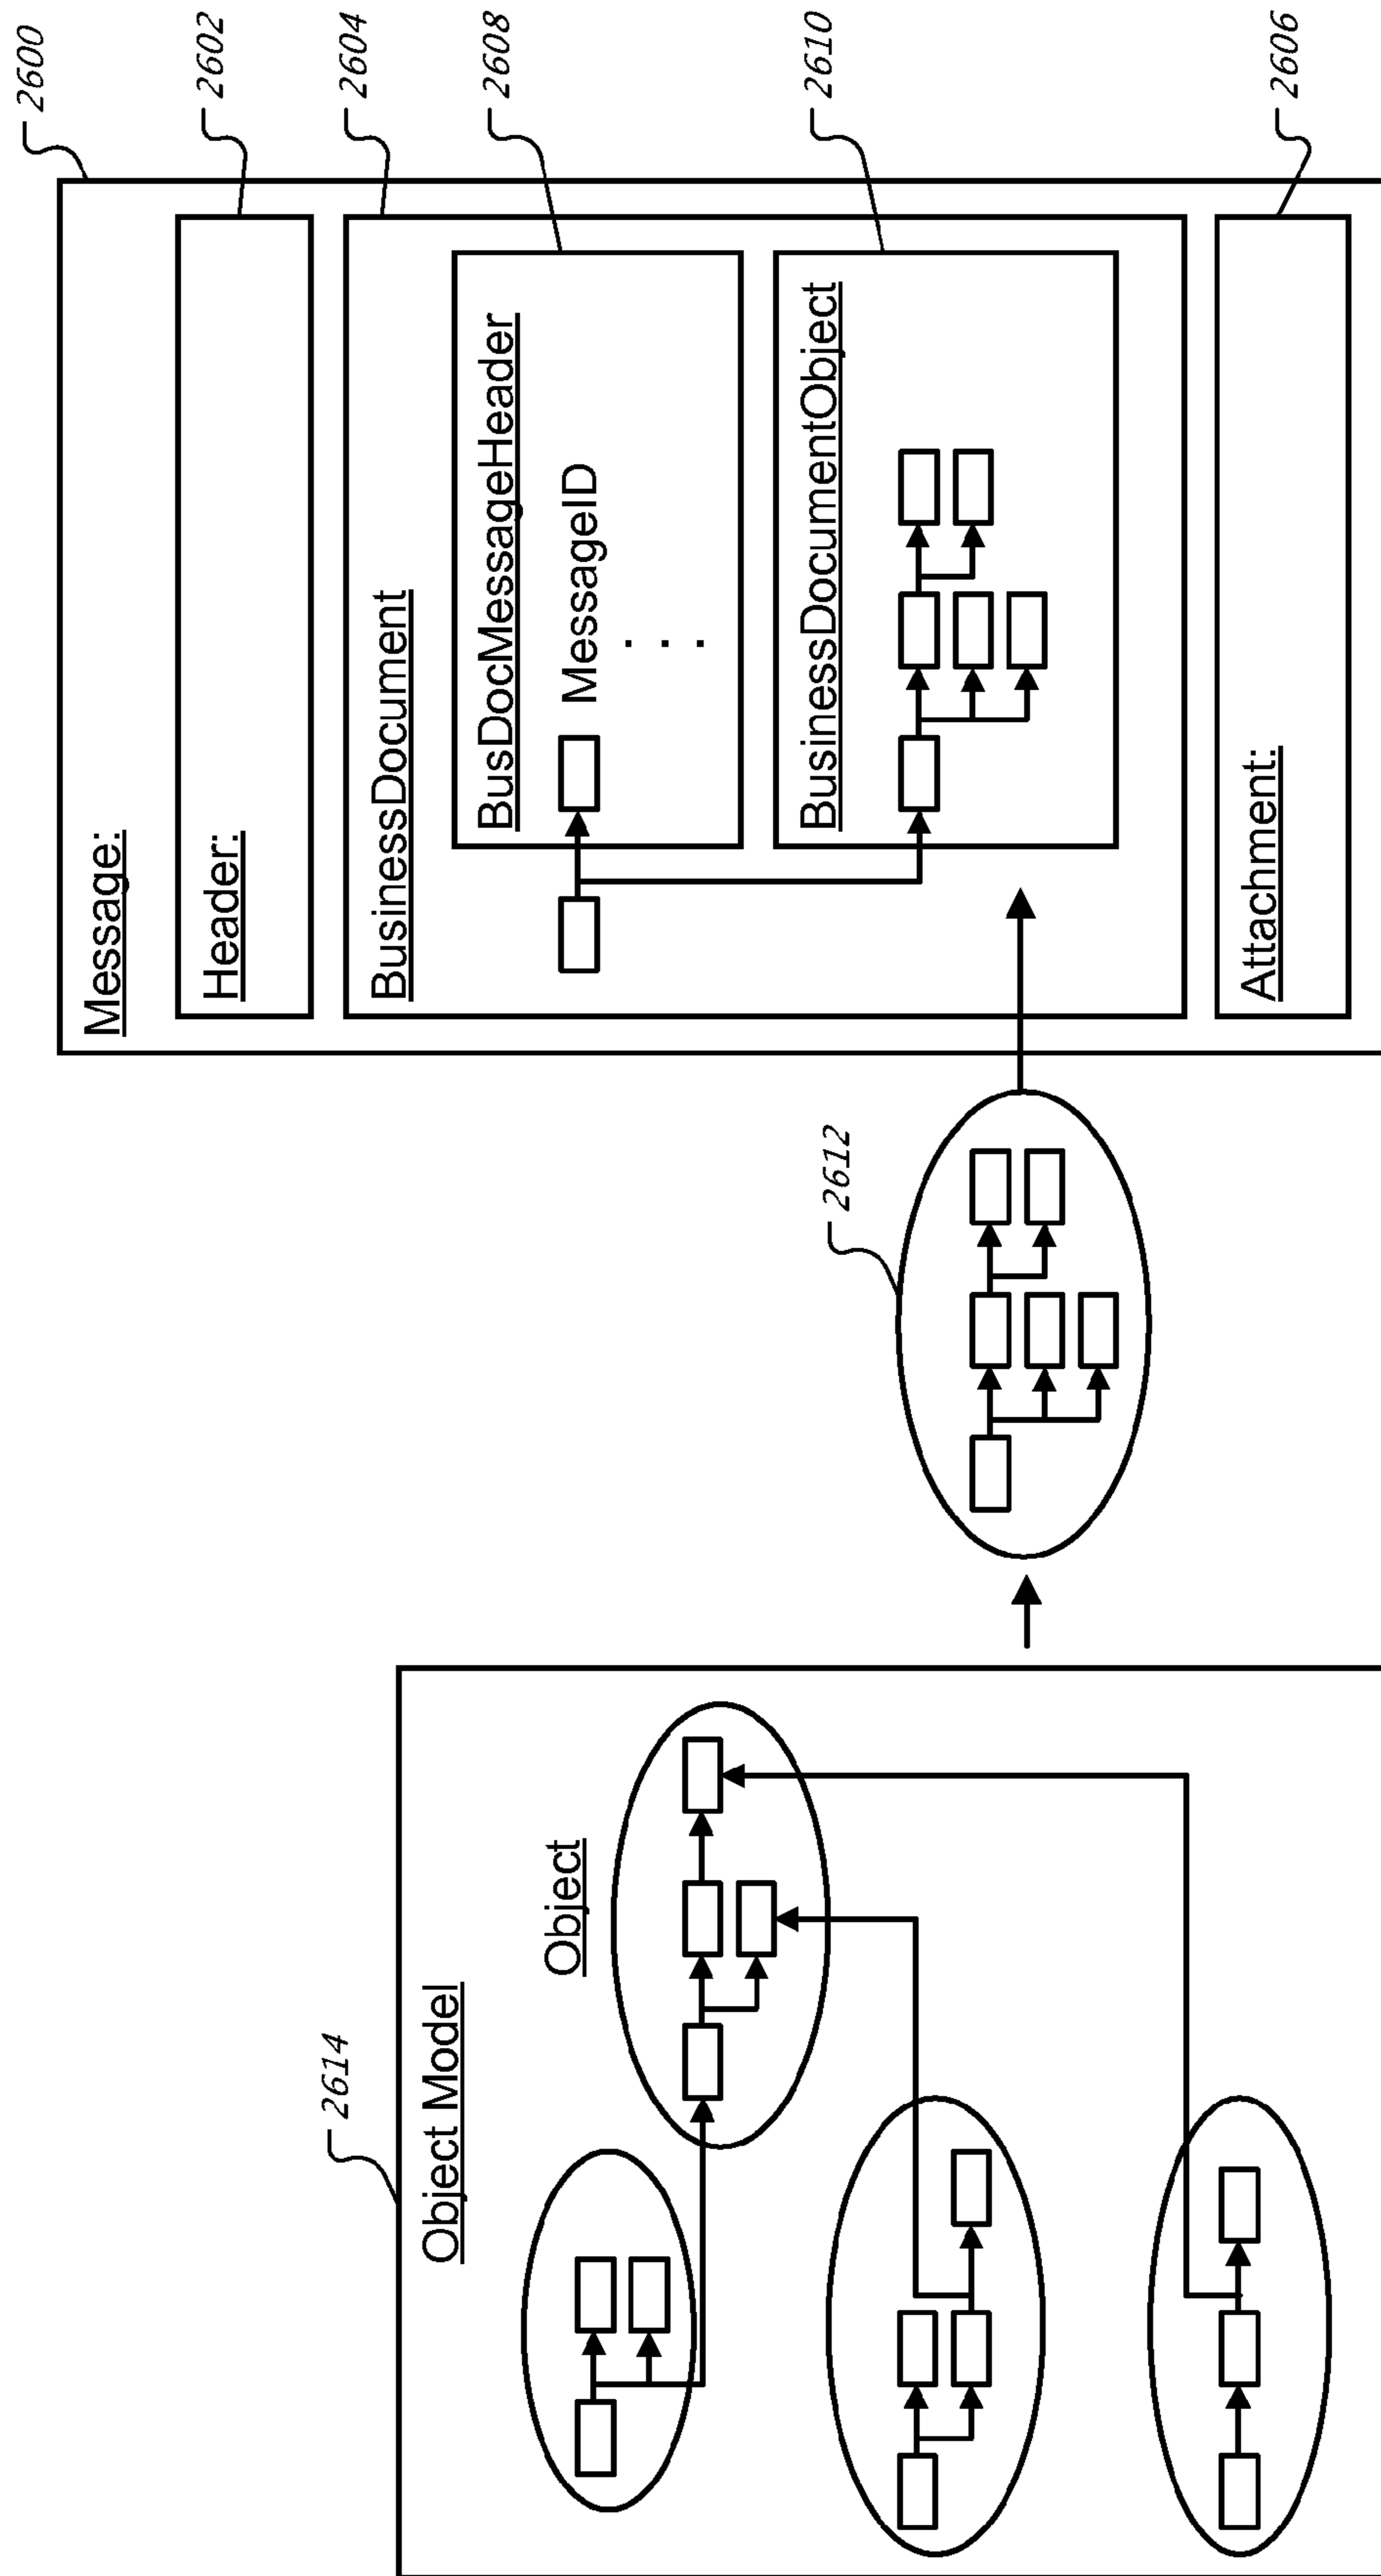 2600
Message:
2602
Header:
2604
BusinessDocument
2608
BusDocMessageHeader
MessageID
. . .
2610
BusinessDocumentObject
2606
Attachment:
2612
2614
Object Model
Object